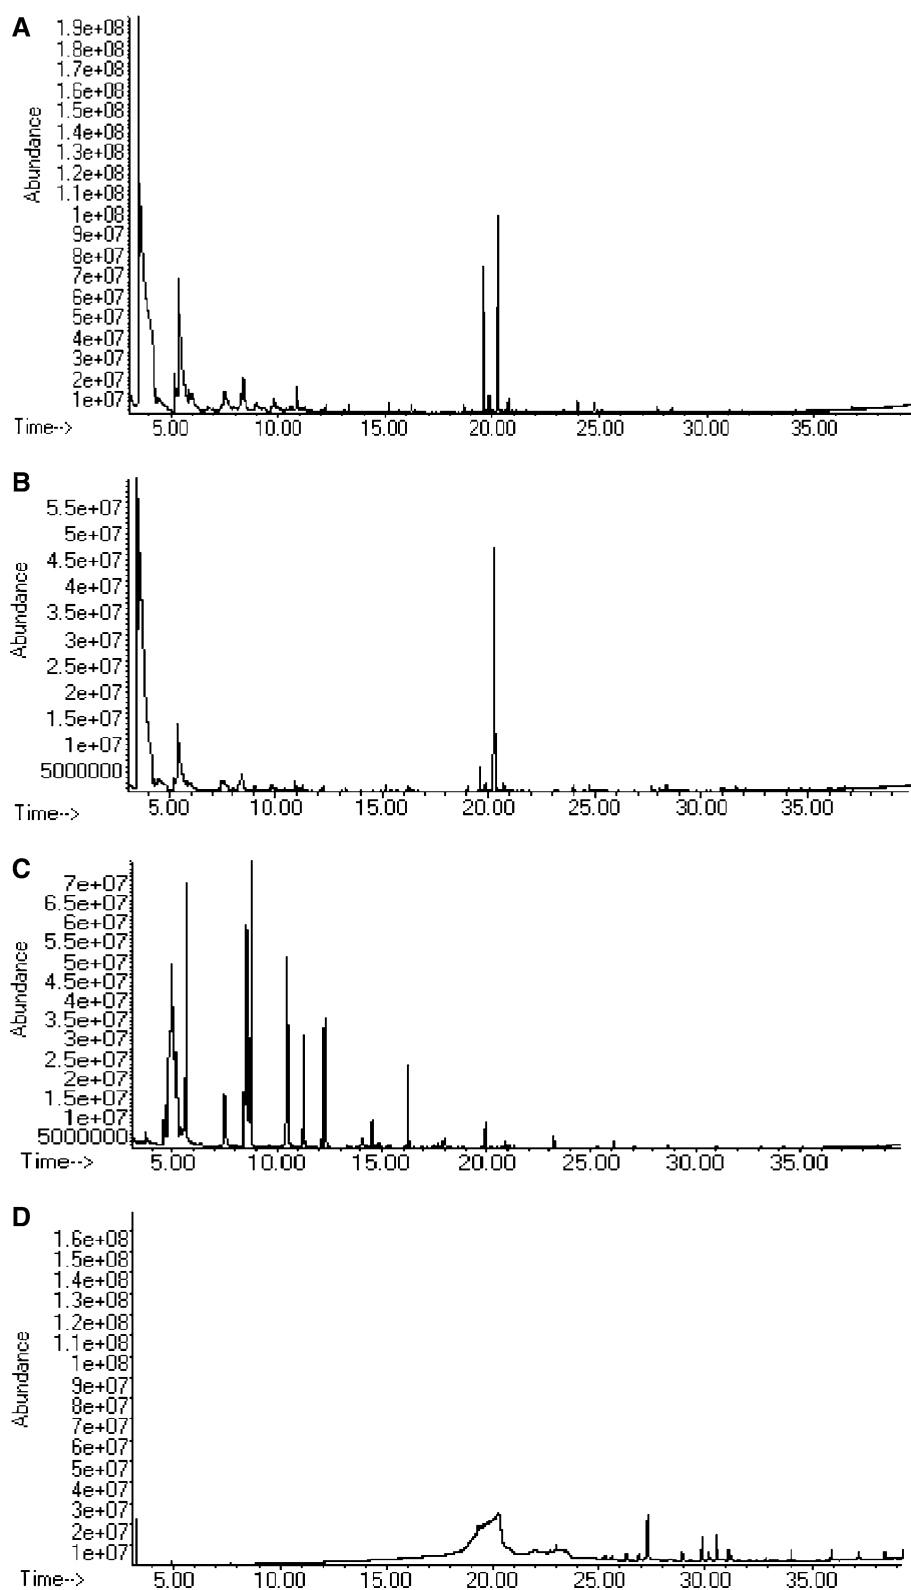 A
Abundance
1.9e+08
1.8e+08
1.7e+08
1.6e+08
1.5e+08
1.4e+08
1.3e+08
1.2e+08
1.1e+08
1e+08
9e+07
8e+07
7e+07
6e+07
5e+07
4e+07
3e+07
2e+07
1e+07
Time--> 5.00 10.00 15.00 20.00 25.00 30.00 35.00
B
Abundance
5.5e+07
5e+07
4.5e+07
4e+07
3.5e+07
3e+07
2.5e+07
2e+07
1.5e+07
1e+07
5000000
Time--> 5.00 10.00 15.00 20.00 25.00 30.00 35.00
C
Abundance
7e+07
6.5e+07
6e+07
5.5e+07
5e+07
4.5e+07
4e+07
3.5e+07
3e+07
2.5e+07
2e+07
1.5e+07
1e+07
5000000
Time--> 5.00 10.00 15.00 20.00 25.00 30.00 35.00
D
Abundance
1.6e+08
1.5e+08
1.4e+08
1.3e+08
1.2e+08
1.1e+08
1e+08
9e+07
8e+07
7e+07
6e+07
5e+07
4e+07
3e+07
2e+07
1e+07
Time--> 5.00 10.00 15.00 20.00 25.00 30.00 35.00